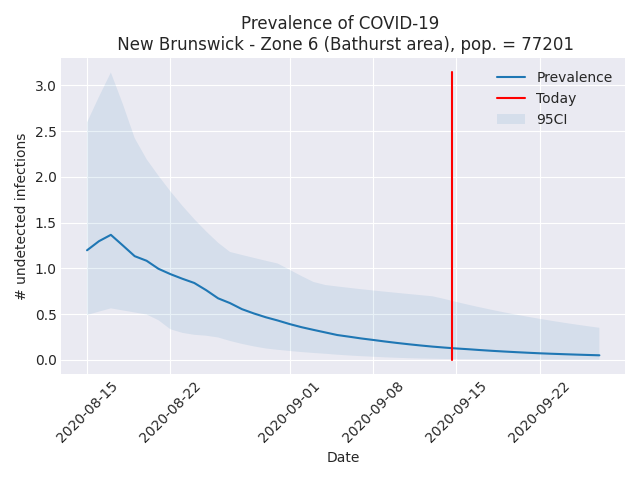 Prevalence of COVID-19
New Brunswick - Zone 6 (Bathurst area), pop. = 77201
Prevalence
Today
95CI
3.0
2.5
2.0
1.5
1.0
0.5
0.0
# undetected infections
2020-08-15
2020-08-22
2020-09-01
2020-09-08
2020-09-15
2020-09-22
Date